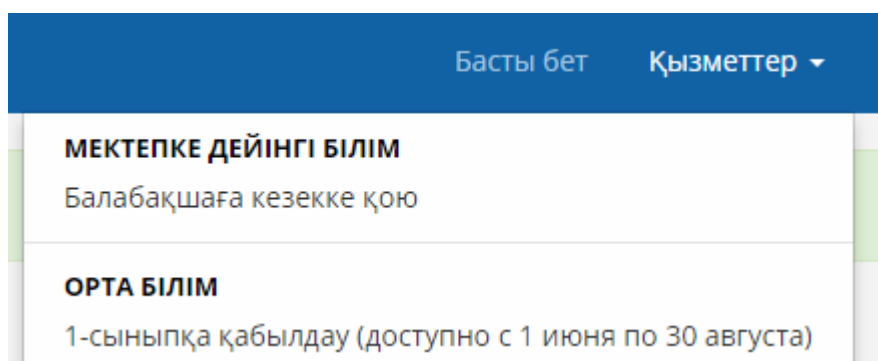 Басты бет Қызметтер
МЕКТЕПКЕ ДЕЙІНГІ БІЛІМ
Балабақшаға кезекке қою
ОРТА БІЛІМ
1-сыныпқа қабылдау (доступно с 1 июня по 30 августа)